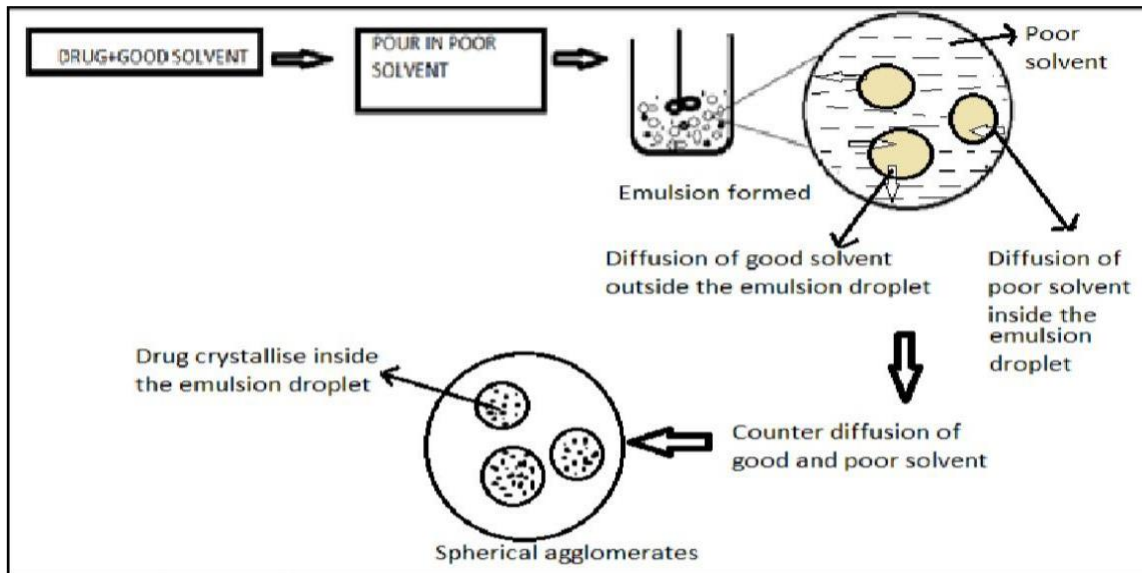 DRUG+GOOD SOLVENT
POUR IN POOR
SOLVENT
Poor
solvent
Emulsion formed
Diffusion of good solvent
outside the emulsion droplet
Diffusion of
poor solvent
inside the
emulsion
droplet
Counter diffusion of
good and poor solvent
Drug crystallise inside
the emulsion droplet
Spherical agglomerates